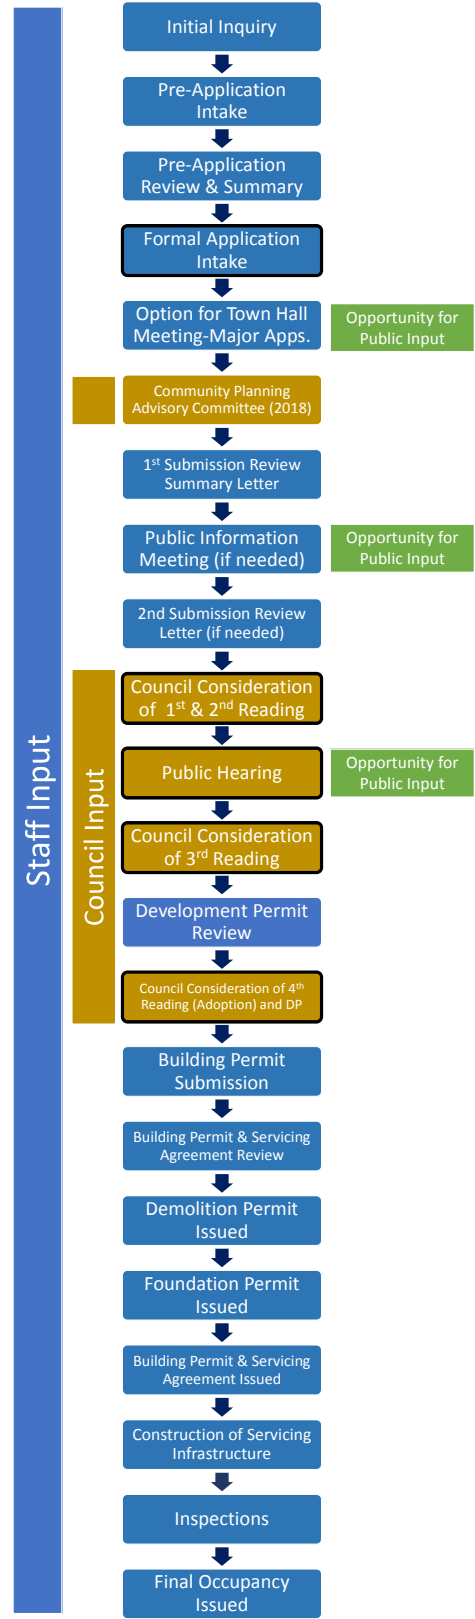 Initial Inquiry
Pre-Application
Intake
Pre-Application
Review & Summary
Formal Application
Intake
Option for Town Hall
Meeting-Major Apps.
Opportunity for
Public Input
Community Planning
Advisory Committee (2018)
1st Submission Review
Summary Letter
Public Information
Meeting (if needed)
Opportunity for
Public Input
2nd Submission Review
Letter (if needed)
Council Consideration
of 1st & 2nd Reading
Public Hearing
Opportunity for
Public Input
Council Consideration
of 3rd Reading
Development Permit
Review
Council Consideration of 4th
Reading (Adoption) and DP
Building Permit
Submission
Building Permit & Servicing
Agreement Review
Demolition Permit
Issued
Foundation Permit
Issued
Building Permit & Servicing
Agreement Issued
Construction of Servicing
Infrastructure
Inspections
Final Occupancy
Issued
Staff Input
Council Input